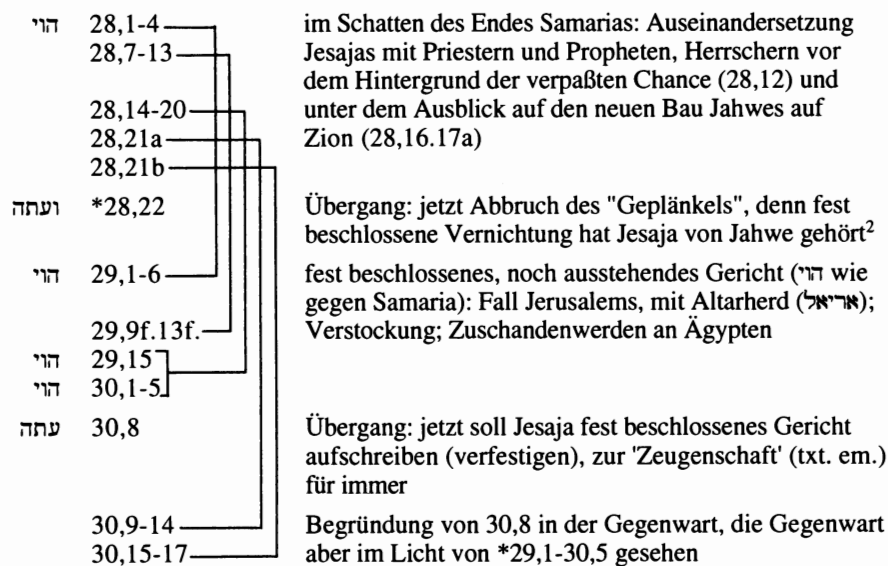 הוי 28,1-4 im Schatten des Endes Samarias: Auseinandersetzung
28,7-13 Jesajas mit Priestern und Propheten, Herrschern vor
dem Hintergrund der verpaßten Chance (28,12) und
28,14-20 unter dem Ausblick auf den neuen Bau Jahwes auf
28,21a Zion (28,16.17a)
28,21b
ועתה *28,22 Übergang: jetzt Abbruch des "Geplänkels", denn fest
beschlossene Vernichtung hat Jesaja von Jahwe gehört²
הוי 29,1-6 fest beschlossenes, noch ausstehendes Gericht (הוי wie
gegen Samaria): Fall Jerusalems, mit Altarherd (אריאל);
29,9f.13f. Verstockung; Zuschandenwerden an Ägypten
הוי 29,15
הוי 30,1-5
עתה 30,8 Übergang: jetzt soll Jesaja fest beschlossenes Gericht
aufschreiben (verfestigen), zur 'Zeugenschaft' (txt. em.)
für immer
30,9-14 Begründung von 30,8 in der Gegenwart, die Gegenwart
30,15-17 aber im Licht von *29,1-30,5 gesehen